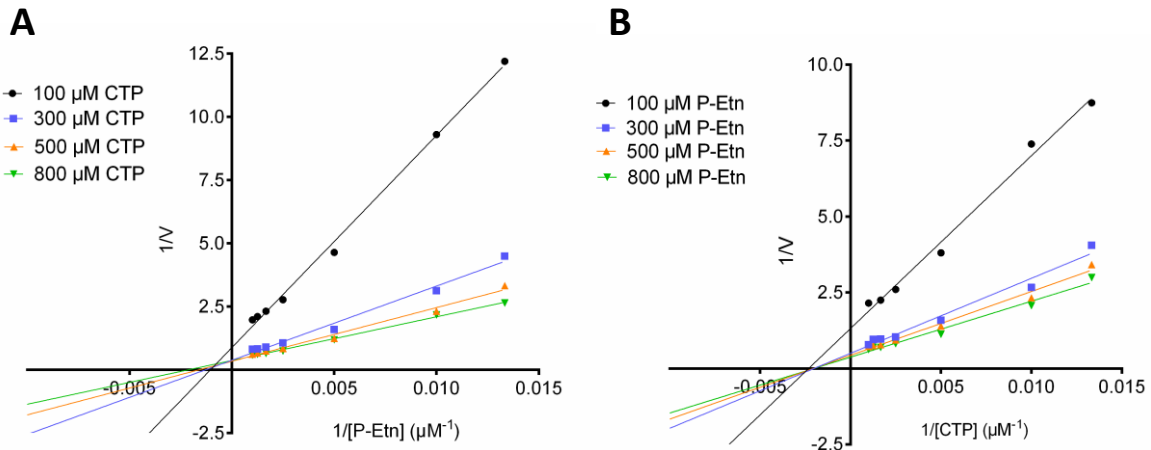 A
100 µM CTP
300 µM CTP
500 µM CTP
800 µM CTP
12.5
10.0
7.5
5.0
2.5
-2.5
1/V
-0.005
0.005
0.010
0.015
1/[P-Etn] (µM⁻¹)
B
100 µM P-Etn
300 µM P-Etn
500 µM P-Etn
800 µM P-Etn
10.0
7.5
5.0
2.5
-2.5
1/V
-0.005
0.005
0.010
0.015
1/[CTP] (µM⁻¹)